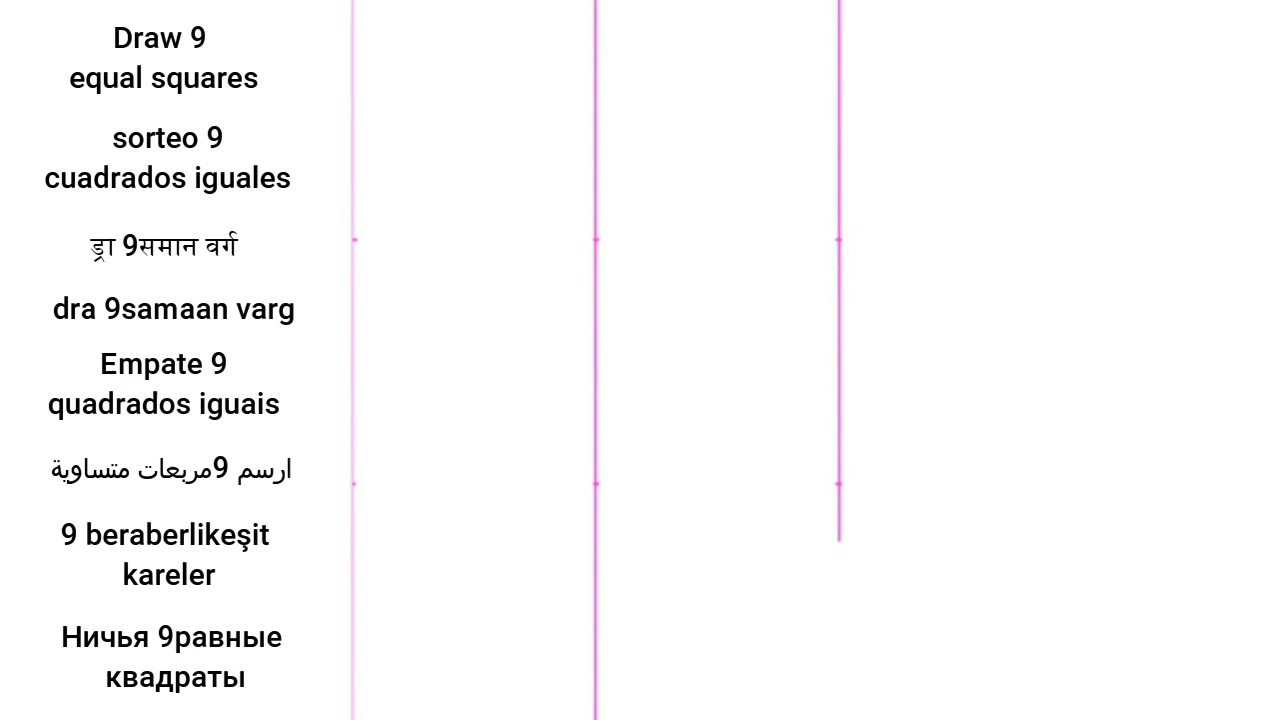 Draw 9
equal squares
sorteo 9
cuadrados iguales
ड्रा 9समान वर्ग
dra 9samaan varg
Empate 9
quadrados iguais
ارسم 9مربعات متساوية
9 beraberlikeşit
kareler
Ничья 9равные
квадраты